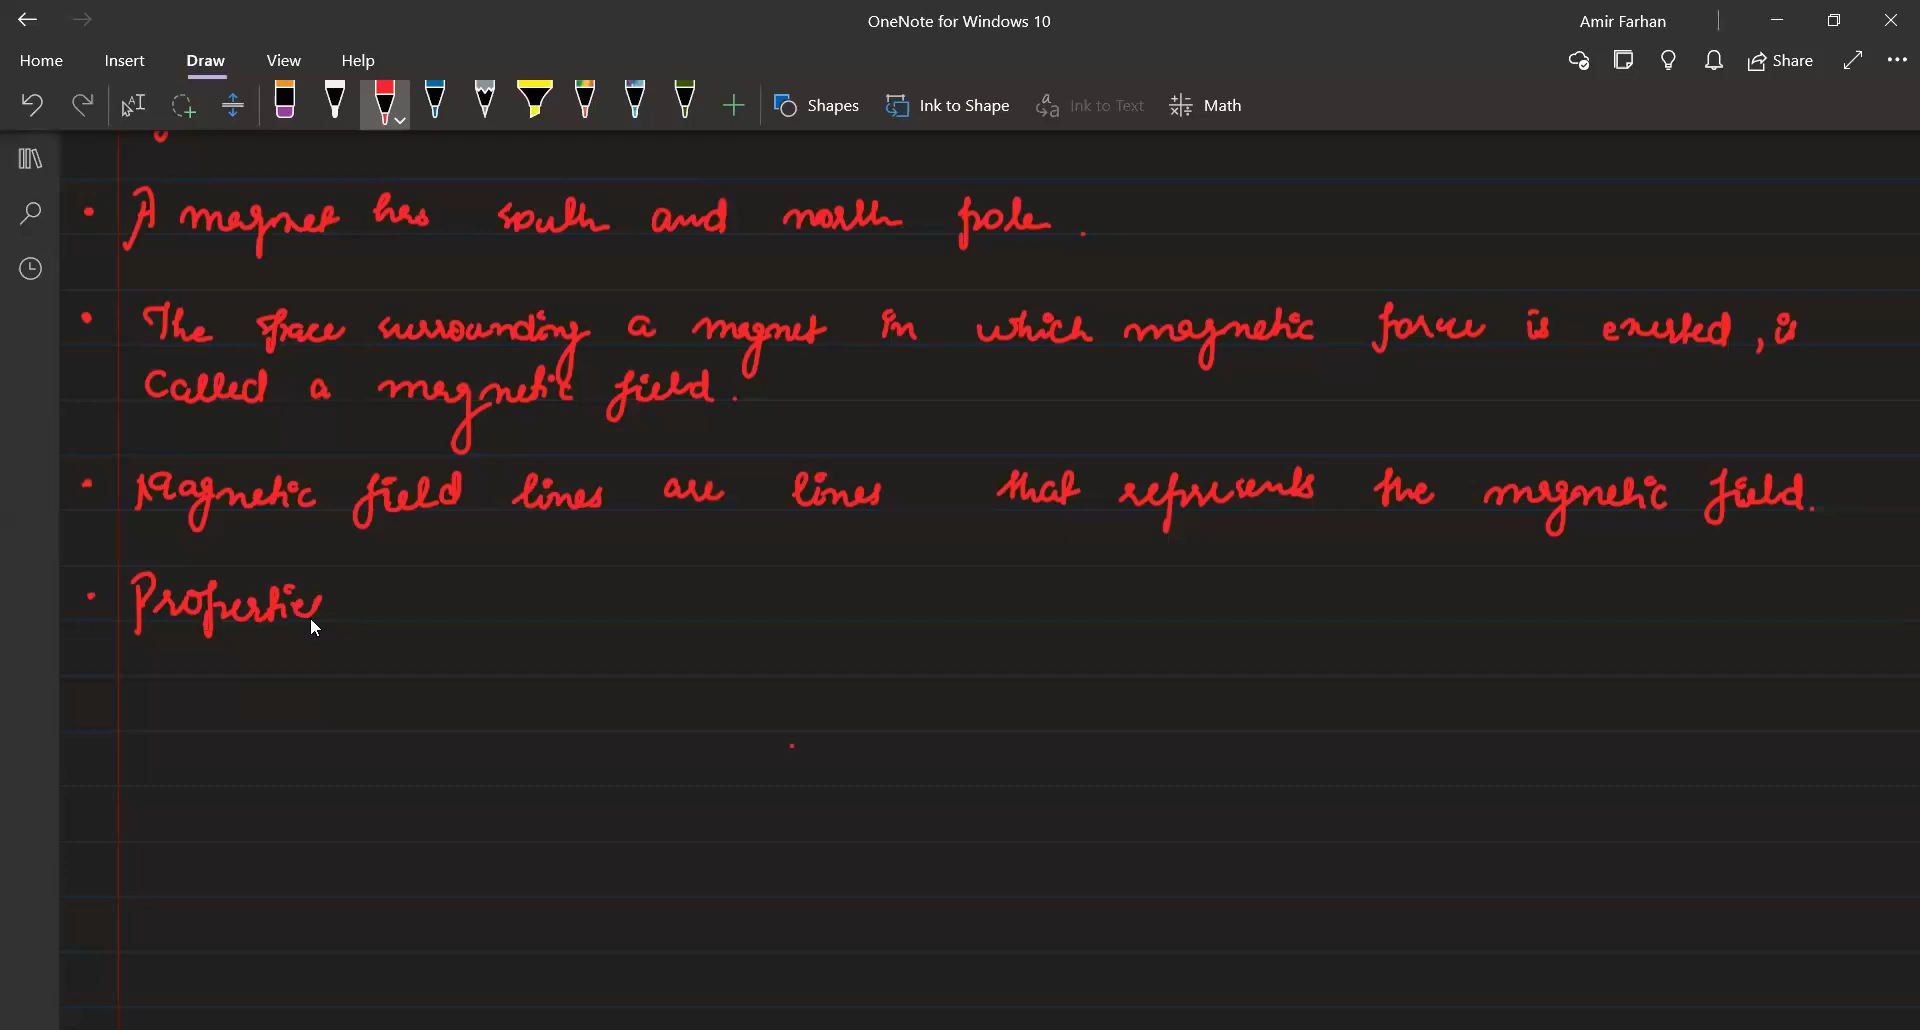 OneNote for Windows 10
Amir Farhan
Home Insert Draw View Help
Share
Shapes Ink to Shape Ink to Text Math
• A magnet has south and north pole.
• The space surrounding a magnet in which magnetic force is exerted, is
called a magnetic field.
• Magnetic field lines are lines that represents the magnetic field.
• Properties